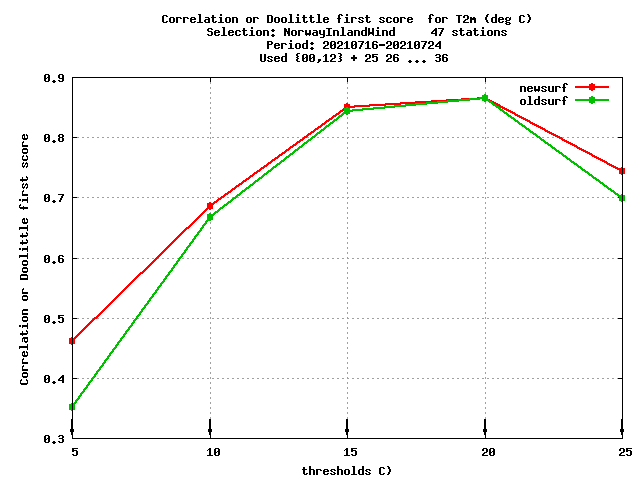 Correlation or Doolittle first score  for T2m (deg C)
Selection: NorwayInlandWind     47 stations
Period: 20210716-20210724
Used {00,12} + 25 26 ... 36
newsurf
oldsurf
Correlation or Doolittle first score
0.9
0.8
0.7
0.6
0.5
0.4
0.3
5 10 15 20 25
thresholds C)